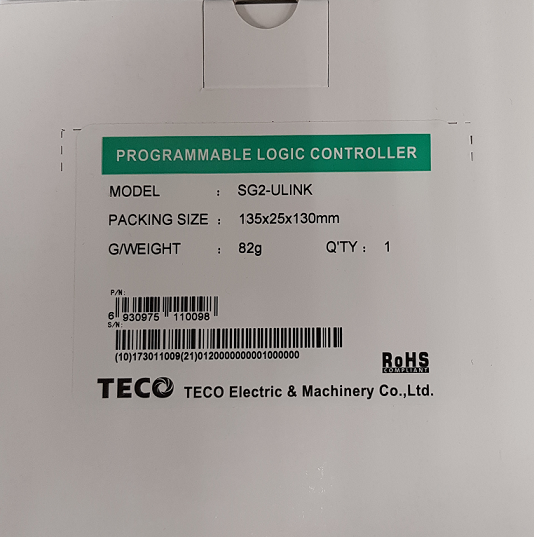 PROGRAMMABLE LOGIC CONTROLLER
MODEL : SG2-ULINK
PACKING SIZE : 135x25x130mm
G/WEIGHT : 82g Q'TY : 1
P/N:
6 930975 110098
S/N:
(10)173011009(21)0120000000001000000
RoHS
COMPLIANT
TECO TECO Electric & Machinery Co.,Ltd.